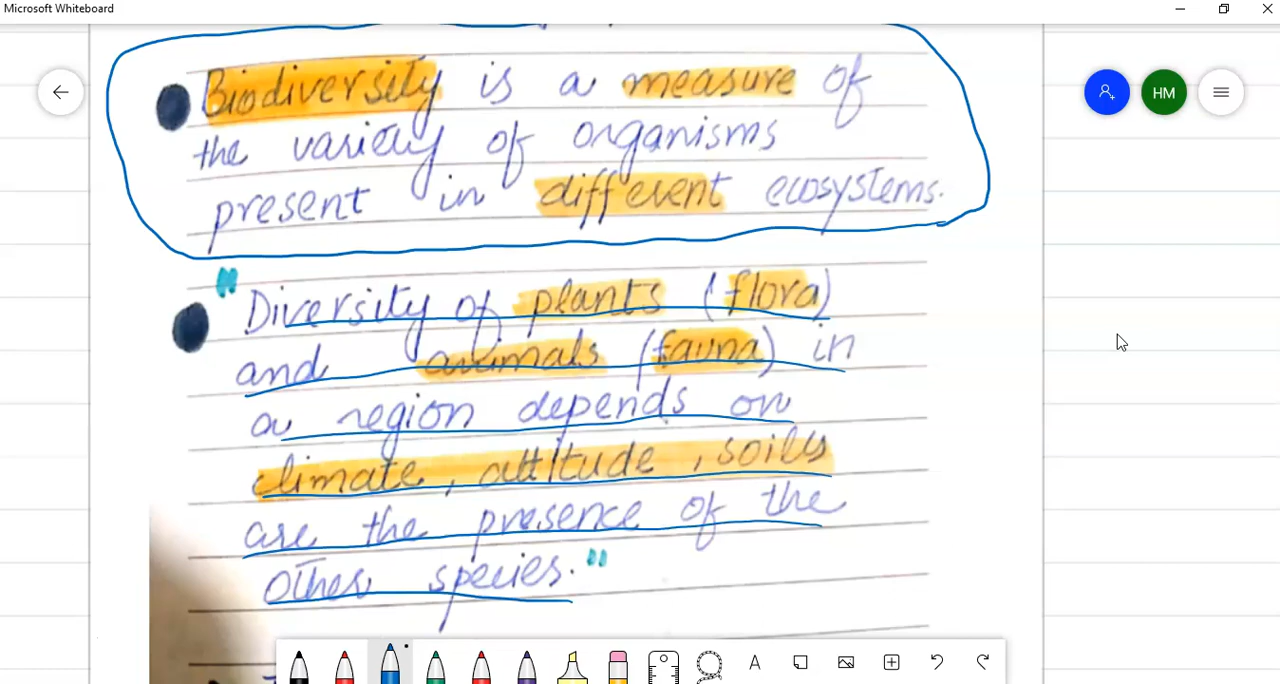 Microsoft Whiteboard
HM
Biodiversity is a measure of
the variety of organisms
present in different ecosystems.
"Diversity of plants (flora)
and animals (fauna) in
a region depends on
climate, attitude, soils
are the presence of the
other species."
A